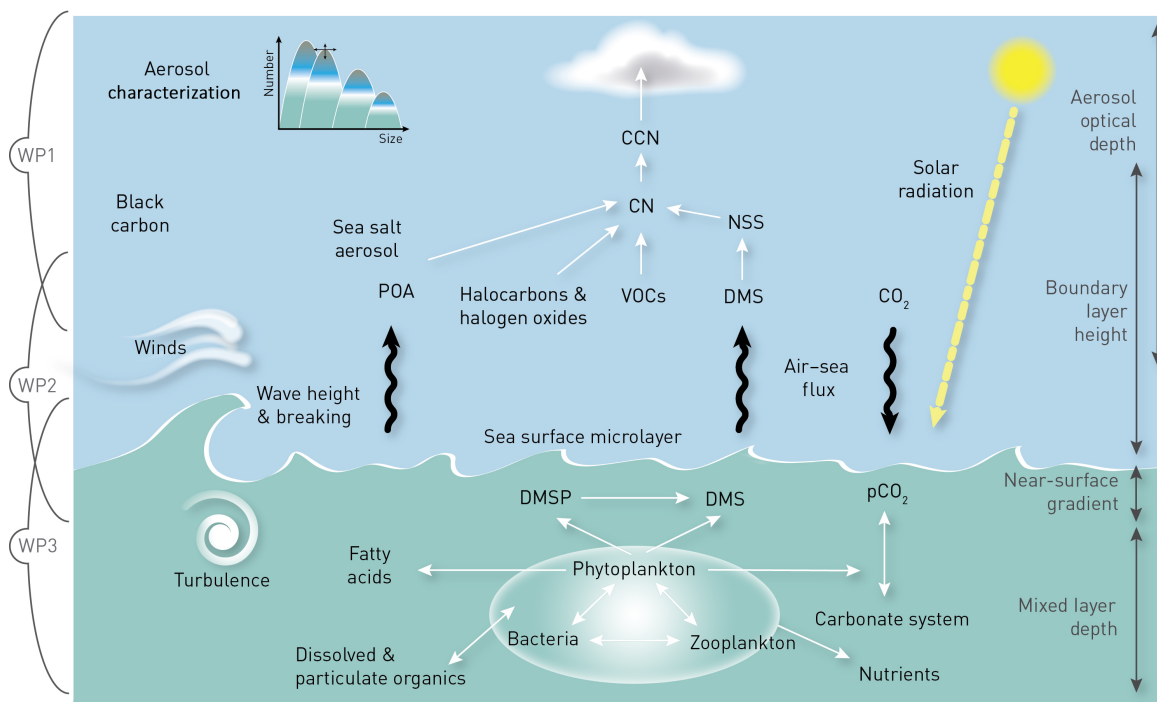 Aerosol
characterization
Number
Size
WP1
Aerosol
optical
depth
CCN
Solar
radiation
Black
carbon
CN
NSS
Sea salt
aerosol
POA
Halocarbons &
halogen oxides
VOCs
DMS
CO₂
Boundary
layer
height
Winds
WP2
Wave height
& breaking
Air–sea
flux
Sea surface microlayer
DMSP
DMS
pCO₂
Near-surface
gradient
WP3
Turbulence
Fatty
acids
Phytoplankton
Carbonate system
Mixed layer
depth
Bacteria
Zooplankton
Dissolved &
particulate organics
Nutrients